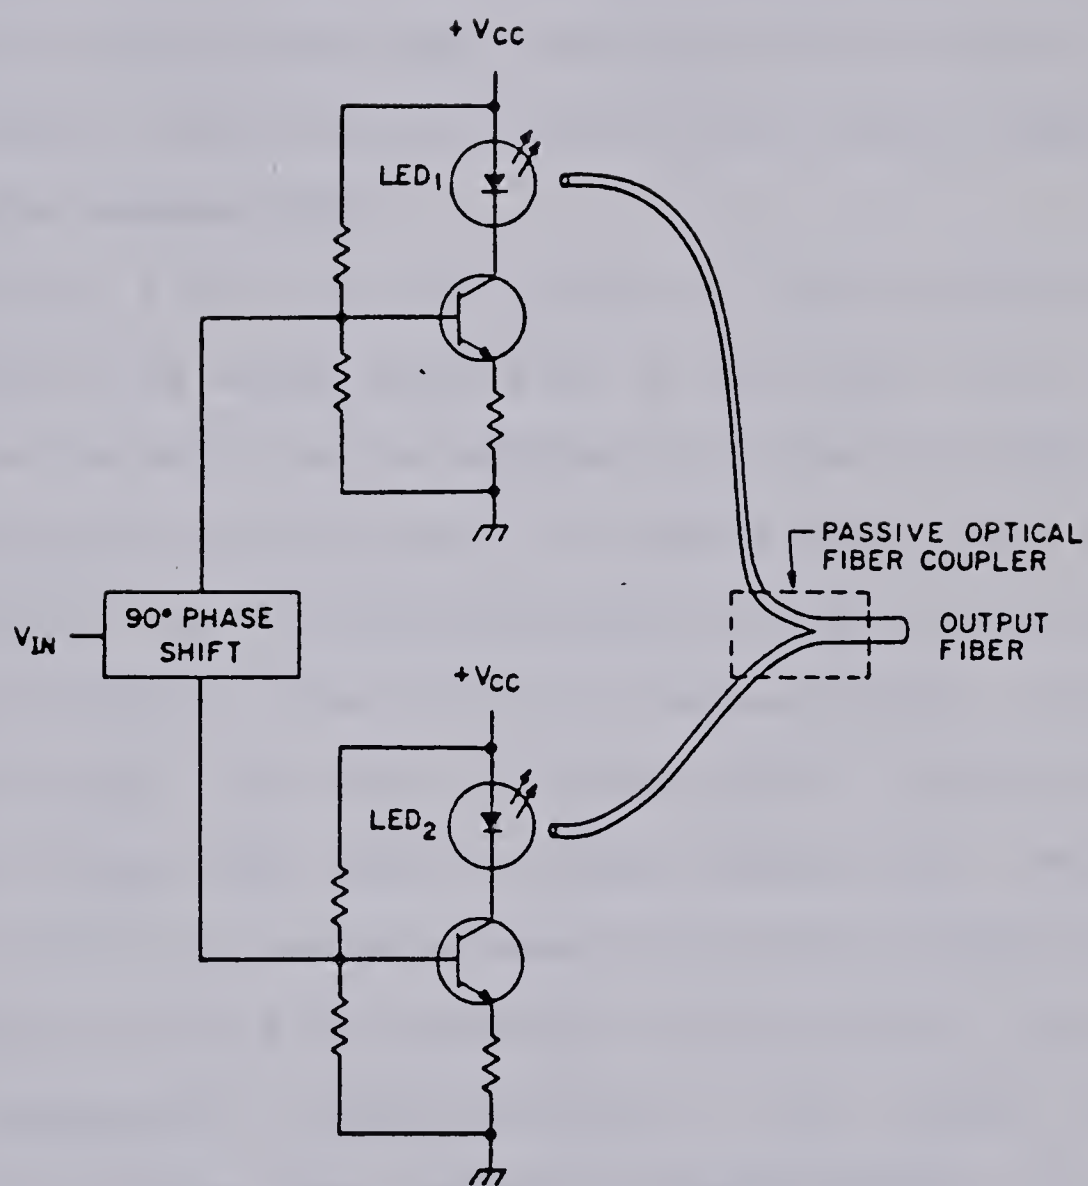 + VCC
LED1
PASSIVE OPTICAL
FIBER COUPLER
90° PHASE
SHIFT
VIN
OUTPUT
FIBER
+ VCC
LED2